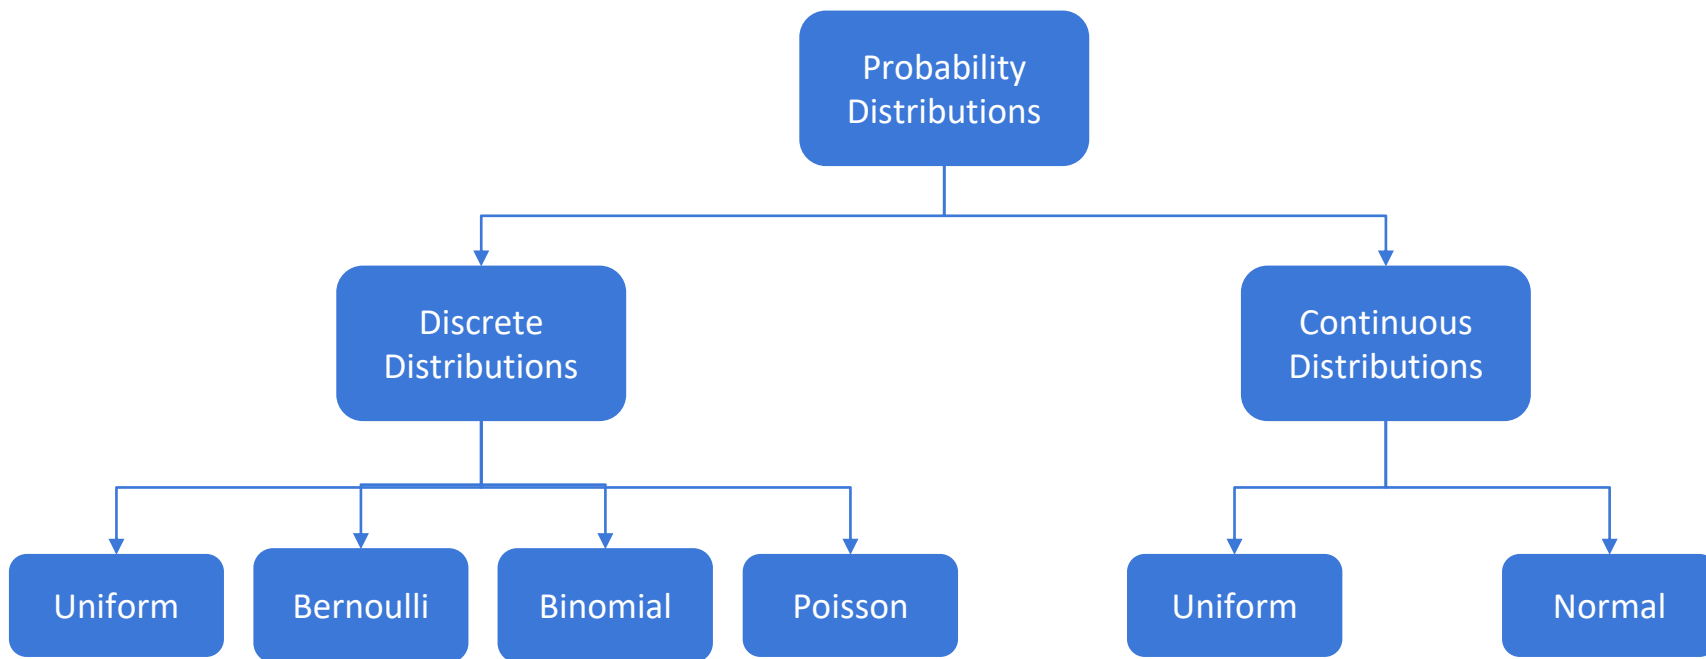 Probability
Distributions
Discrete
Distributions
Continuous
Distributions
Uniform
Bernoulli
Binomial
Poisson
Uniform
Normal